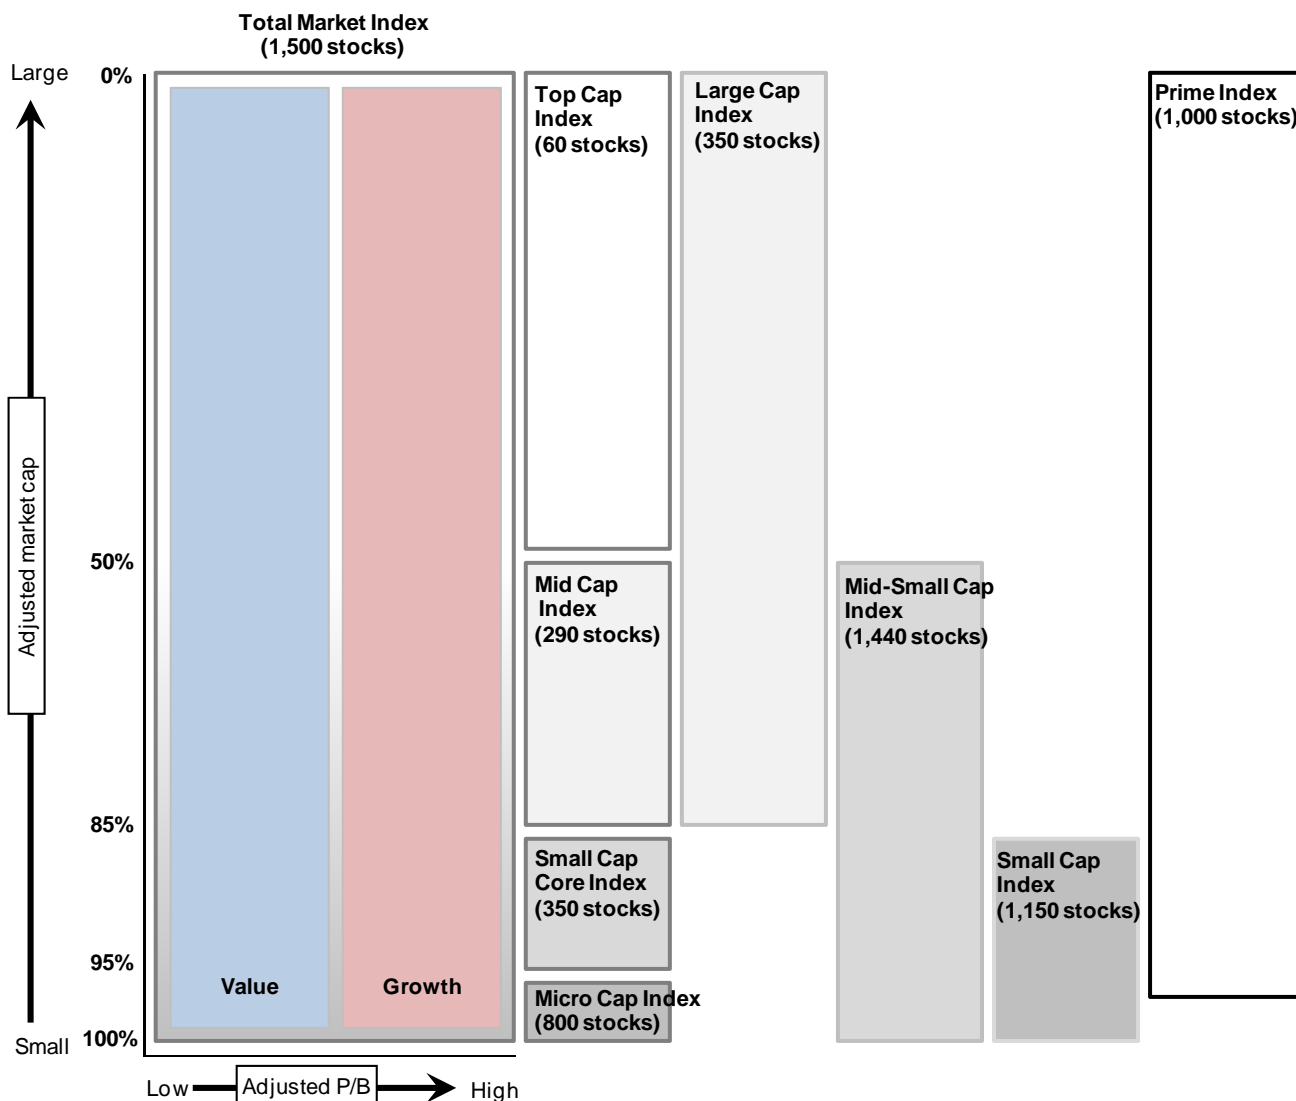 Total Market Index
(1,500 stocks)
Large
0%
Top Cap
Index
(60 stocks)
Large Cap
Index
(350 stocks)
Prime Index
(1,000 stocks)
Adjusted market cap
50%
Mid Cap
Index
(290 stocks)
Mid-Small Cap
Index
(1,440 stocks)
85%
Small Cap
Core Index
(350 stocks)
Small Cap
Index
(1,150 stocks)
95%
Value
Growth
Micro Cap Index
(800 stocks)
Small
100%
Low
Adjusted P/B
High